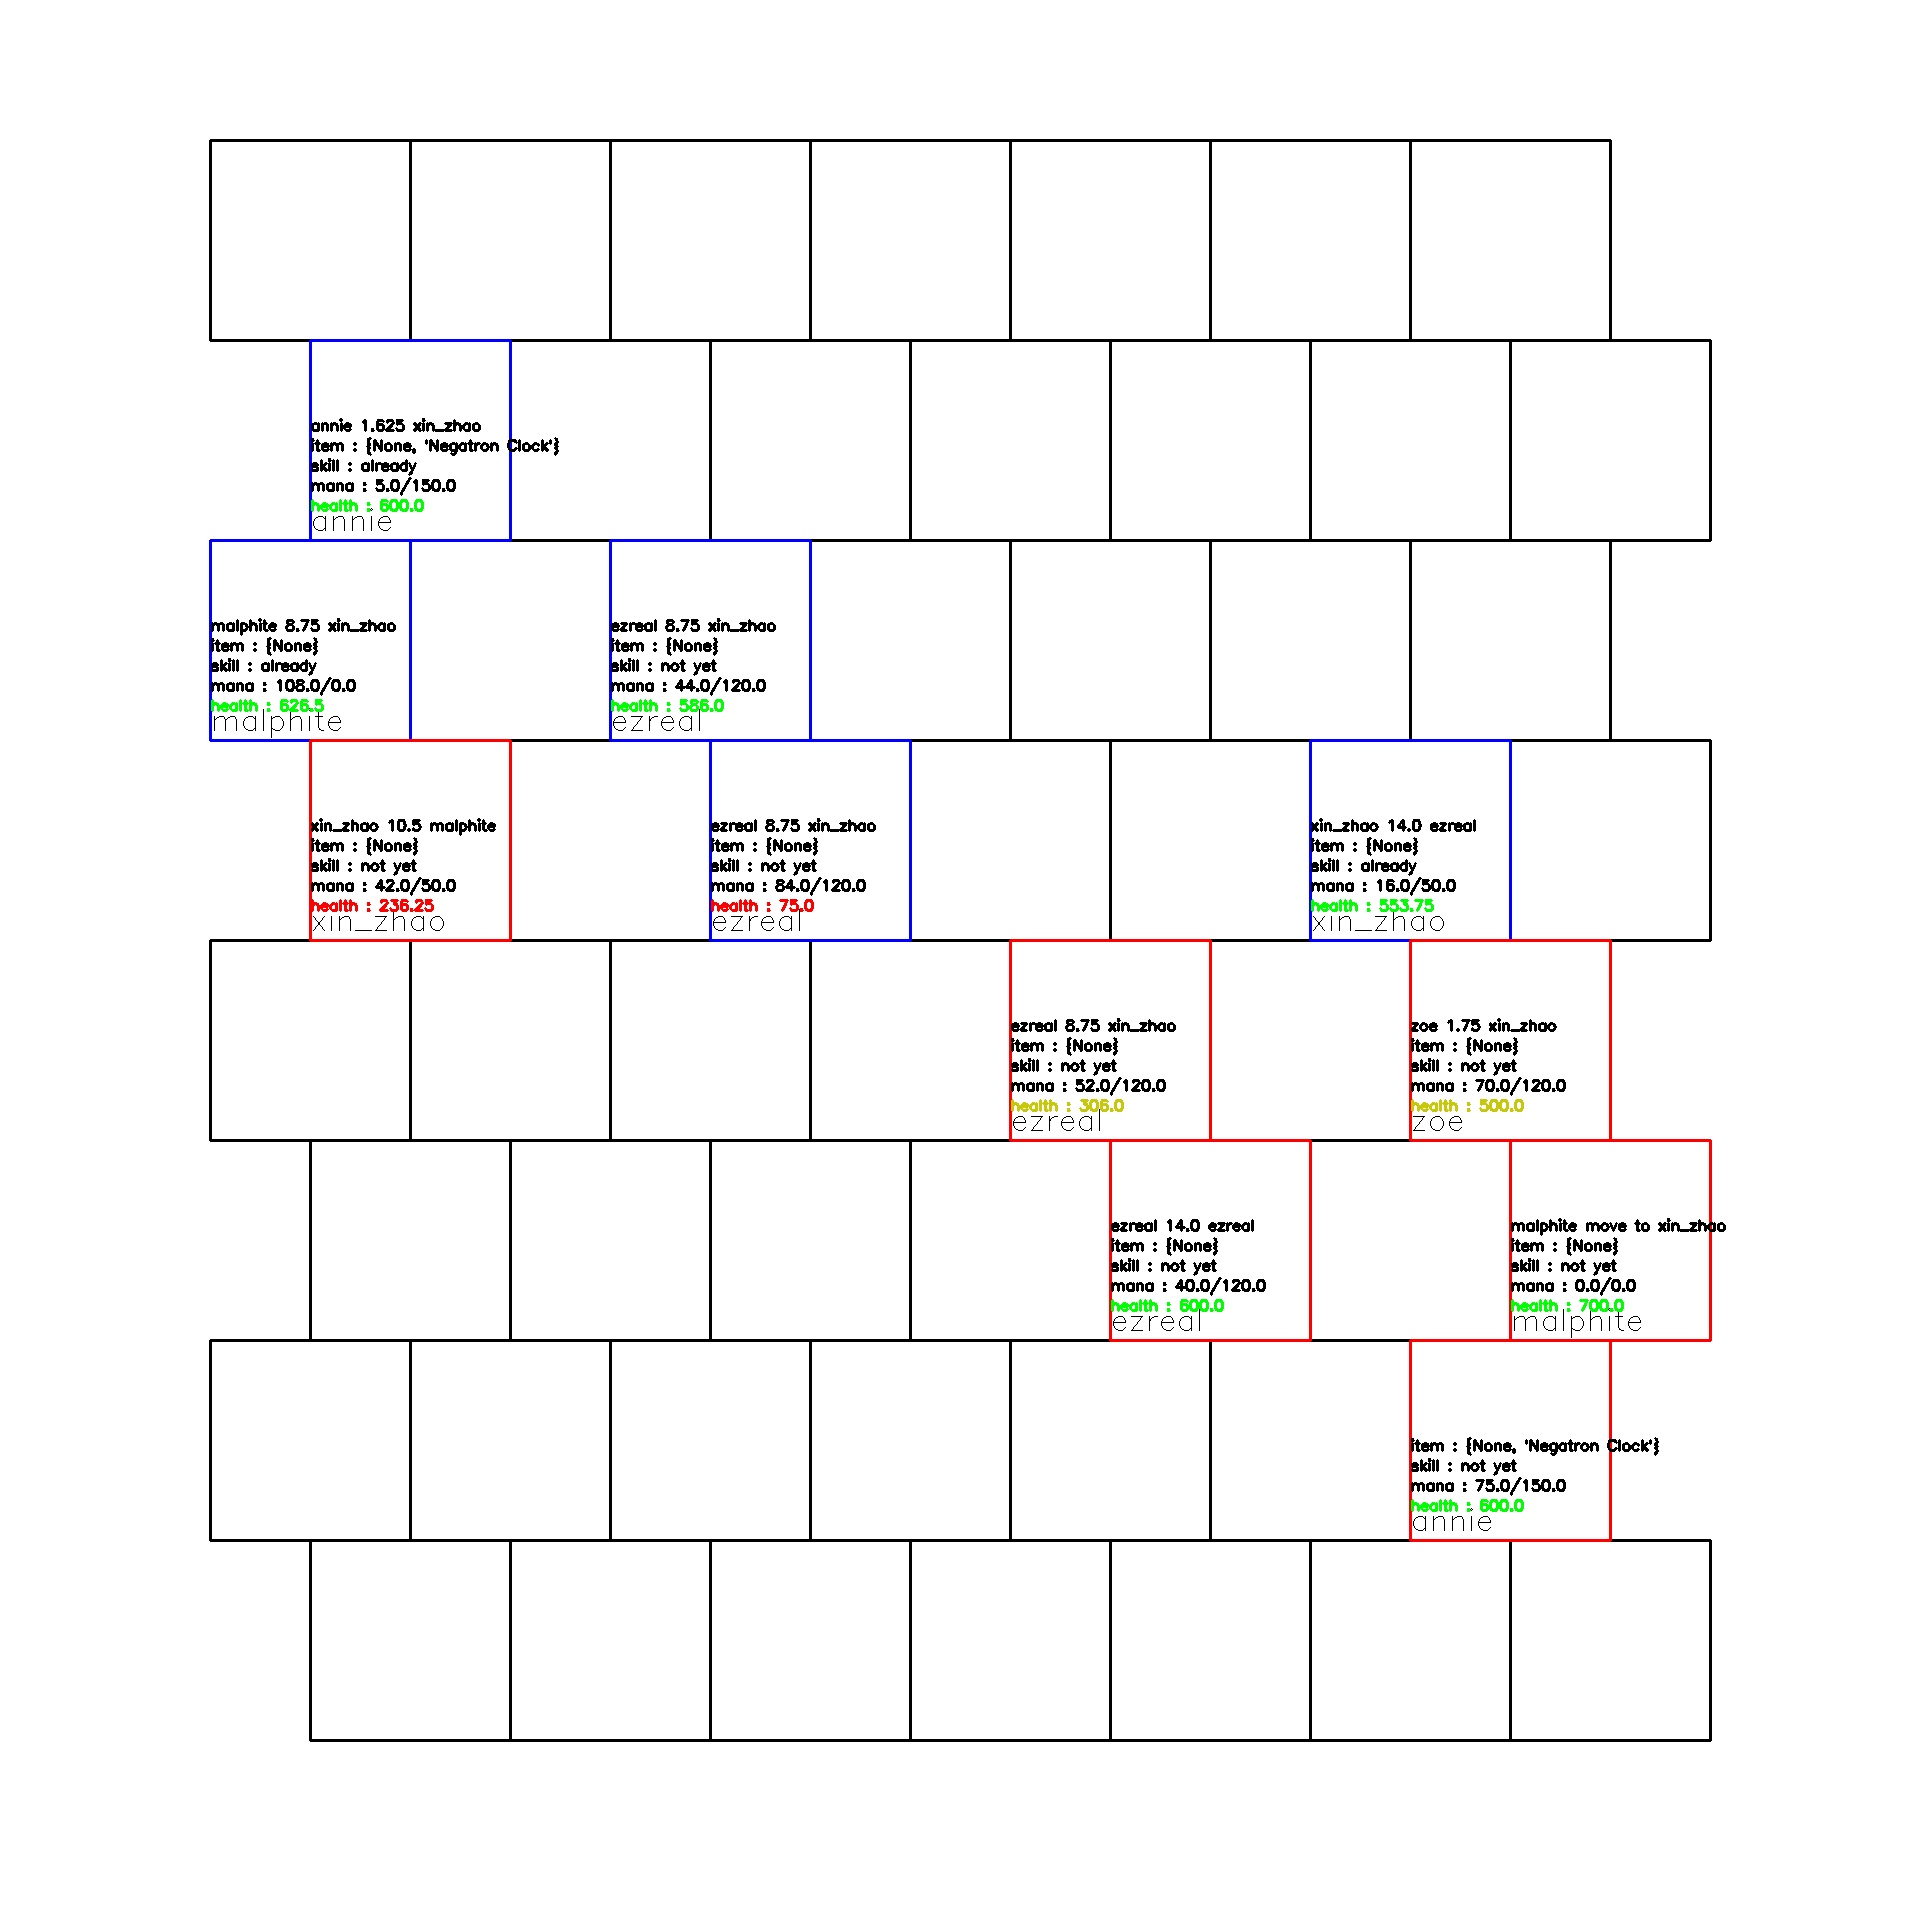 annie 1.625 xin_zhao
item : {None, 'Negatron Clock'}
skill : already
mana : 5.0/150.0
health : 600.0
annie
malphite 8.75 xin_zhao
item : {None}
skill : already
mana : 108.0/0.0
health : 626.5
malphite
ezreal 8.75 xin_zhao
item : {None}
skill : not yet
mana : 44.0/120.0
health : 586.0
ezreal
xin_zhao 10.5 malphite
item : {None}
skill : not yet
mana : 42.0/50.0
health : 236.25
xin_zhao
ezreal 8.75 xin_zhao
item : {None}
skill : not yet
mana : 84.0/120.0
health : 75.0
ezreal
xin_zhao 14.0 ezreal
item : {None}
skill : already
mana : 16.0/50.0
health : 553.75
xin_zhao
ezreal 8.75 xin_zhao
item : {None}
skill : not yet
mana : 52.0/120.0
health : 306.0
ezreal
zoe 1.75 xin_zhao
item : {None}
skill : not yet
mana : 70.0/120.0
health : 500.0
zoe
ezreal 14.0 ezreal
item : {None}
skill : not yet
mana : 40.0/120.0
health : 600.0
ezreal
malphite move to xin_zhao
item : {None}
skill : not yet
mana : 0.0/0.0
health : 700.0
malphite
item : {None, 'Negatron Clock'}
skill : not yet
mana : 75.0/150.0
health : 600.0
annie